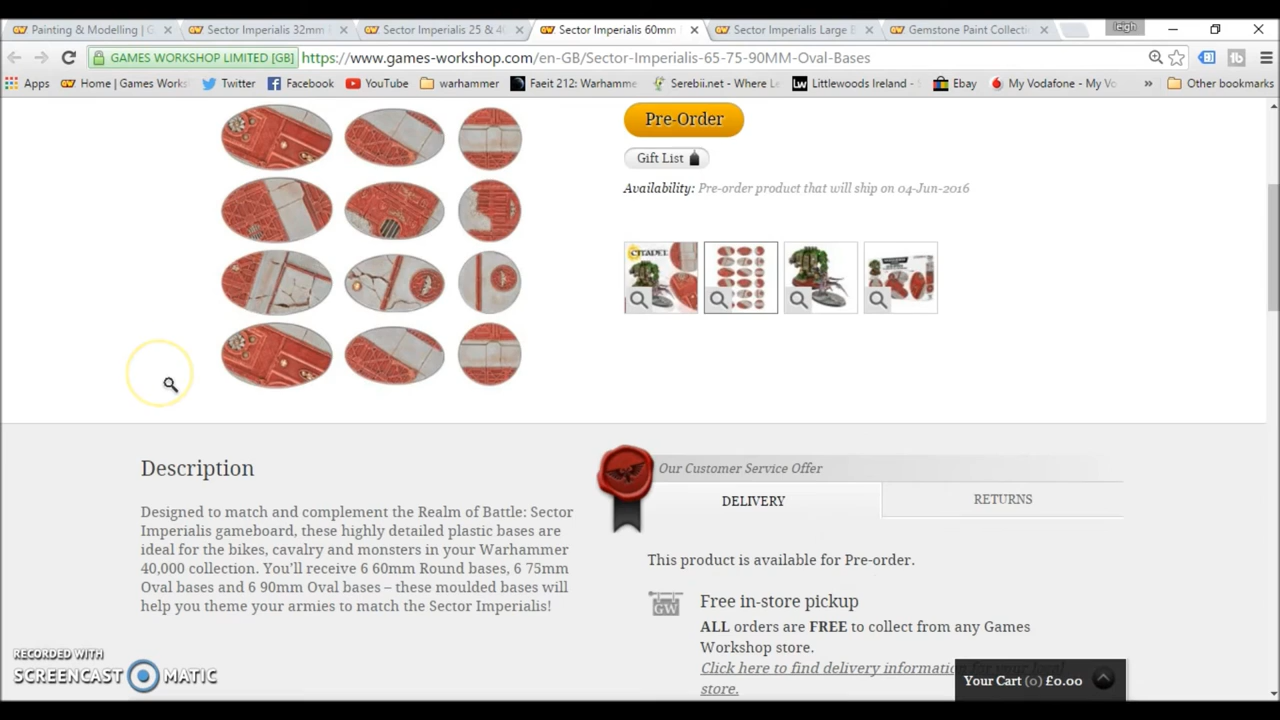 Painting & Modelling | G
Sector Imperialis 32mm
Sector Imperialis 25 & 40
Sector Imperialis 60mm
Sector Imperialis Large B
Gemstone Paint Collecti
leigh
GAMES WORKSHOP LIMITED [GB] https://www.games-workshop.com/en-GB/Sector-Imperialis-65-75-90MM-Oval-Bases
Apps Home | Games Works Twitter Facebook YouTube warhammer Faeit 212: Warhamme Serebii.net - Where L Littlewoods Ireland - Ebay My Vodafone - My Vo » Other bookmarks
Pre-Order
Gift List
Availability: Pre-order product that will ship on 04-Jun-2016
CITADEL
Description
Our Customer Service Offer
DELIVERY
RETURNS
Designed to match and complement the Realm of Battle: Sector
Imperialis gameboard, these highly detailed plastic bases are
ideal for the bikes, cavalry and monsters in your Warhammer
40,000 collection. You’ll receive 6 60mm Round bases, 6 75mm
Oval bases and 6 90mm Oval bases – these moulded bases will
help you theme your armies to match the Sector Imperialis!
This product is available for Pre-order.
GW
Free in-store pickup
ALL orders are FREE to collect from any Games
Workshop store.
Click here to find delivery information for your local
store.
Your Cart (0) £0.00
RECORDED WITH
SCREENCAST MATIC